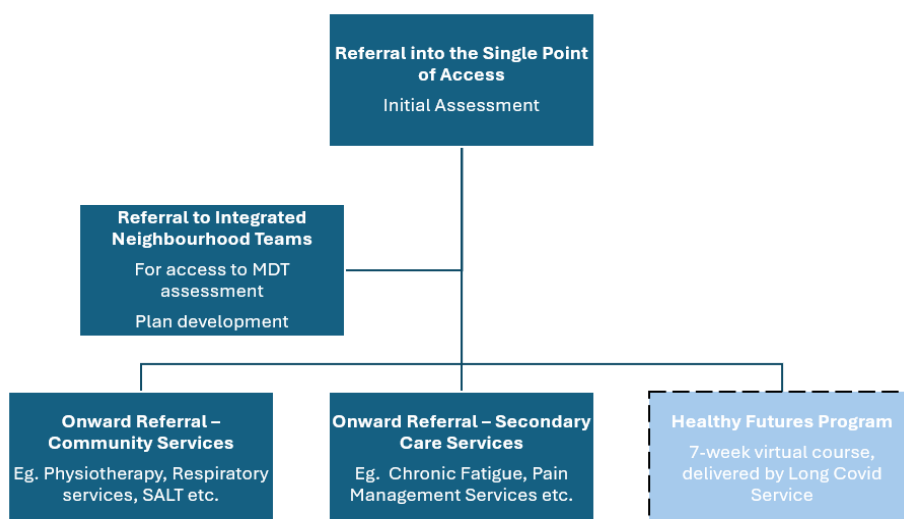 Referral into the Single Point
of Access
Initial Assessment
Referral to Integrated
Neighbourhood Teams
For access to MDT
assessment
Plan development
Onward Referral –
Community Services
Eg. Physiotherapy, Respiratory
services, SALT etc.
Onward Referral – Secondary
Care Services
Eg. Chronic Fatigue, Pain
Management Services etc.
Healthy Futures Program
7-week virtual course,
delivered by Long Covid
Service